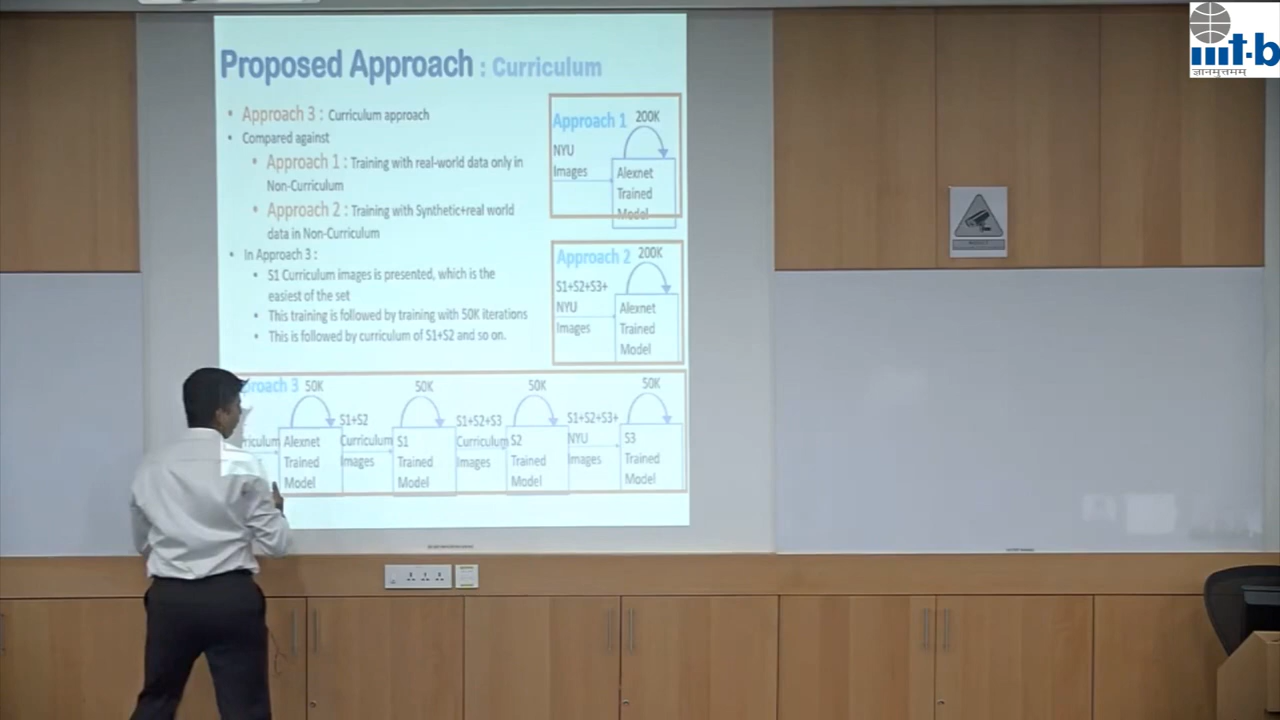 iiit-b
ज्ञानमुत्तमम्
Proposed Approach : Curriculum
• Approach 3 : Curriculum approach
• Compared against
• Approach 1 : Training with real-world data only in
Non-Curriculum
• Approach 2 : Training with Synthetic+real world
data in Non-Curriculum
• In Approach 3 :
• S1 Curriculum images is presented, which is the
easiest of the set
• This training is followed by training with 50K iterations
• This is followed by curriculum of S1+S2 and so on.
Approach 1
200K
NYU
Images
Alexnet
Trained
Model
Approach 2
200K
S1+S2+S3+
NYU
Images
Alexnet
Trained
Model
proach 3
50K
riculum
Alexnet
Trained
Model
S1+S2
Curriculum
Images
50K
S1
Trained
Model
S1+S2+S3
Curriculum
Images
50K
S2
Trained
Model
S1+S2+S3+
NYU
Images
50K
S3
Trained
Model